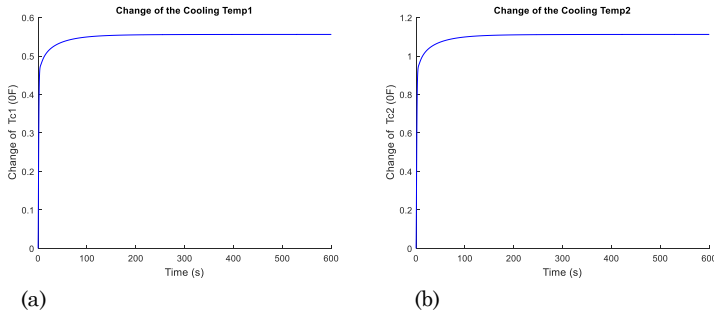 Change of the Cooling Temp1
Change of Tc1 (0F)
0.6
0.5
0.4
0.3
0.2
0.1
0
0 100 200 300 400 500 600
Time (s)
(a)
Change of the Cooling Temp2
Change of Tc2 (0F)
1.2
1
0.8
0.6
0.4
0.2
0
0 100 200 300 400 500 600
Time (s)
(b)